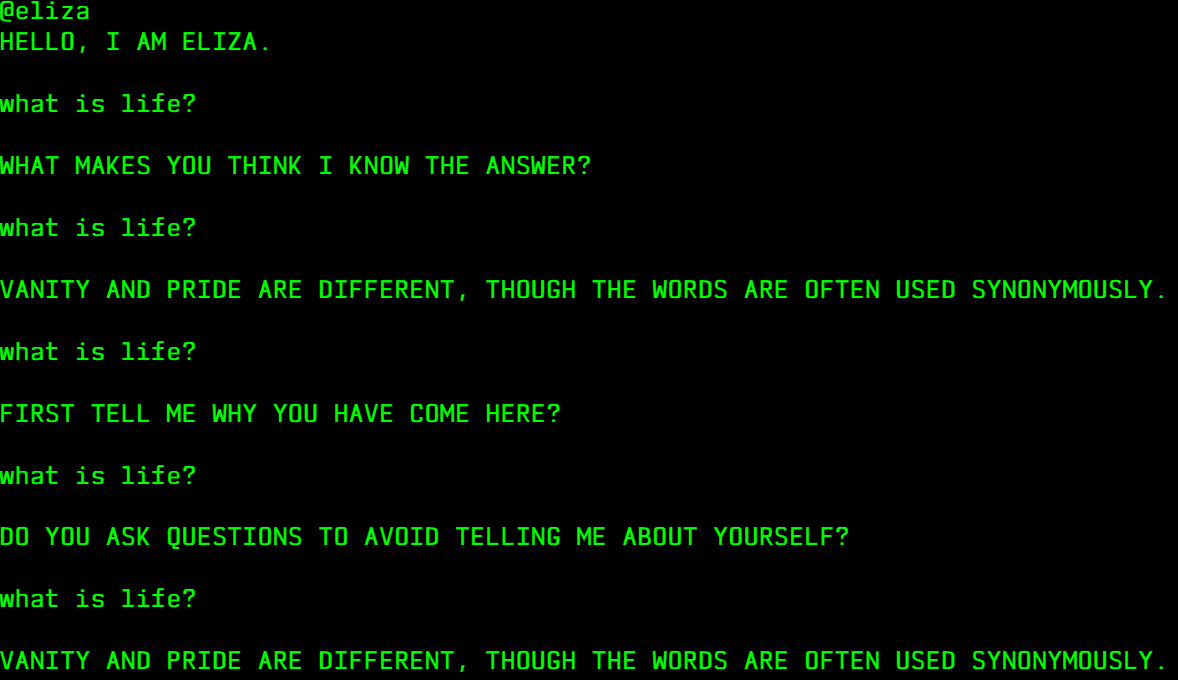 @eliza
HELLO, I AM ELIZA.
what is life?
WHAT MAKES YOU THINK I KNOW THE ANSWER?
what is life?
VANITY AND PRIDE ARE DIFFERENT, THOUGH THE WORDS ARE OFTEN USED SYNONYMOUSLY.
what is life?
FIRST TELL ME WHY YOU HAVE COME HERE?
what is life?
DO YOU ASK QUESTIONS TO AVOID TELLING ME ABOUT YOURSELF?
what is life?
VANITY AND PRIDE ARE DIFFERENT, THOUGH THE WORDS ARE OFTEN USED SYNONYMOUSLY.